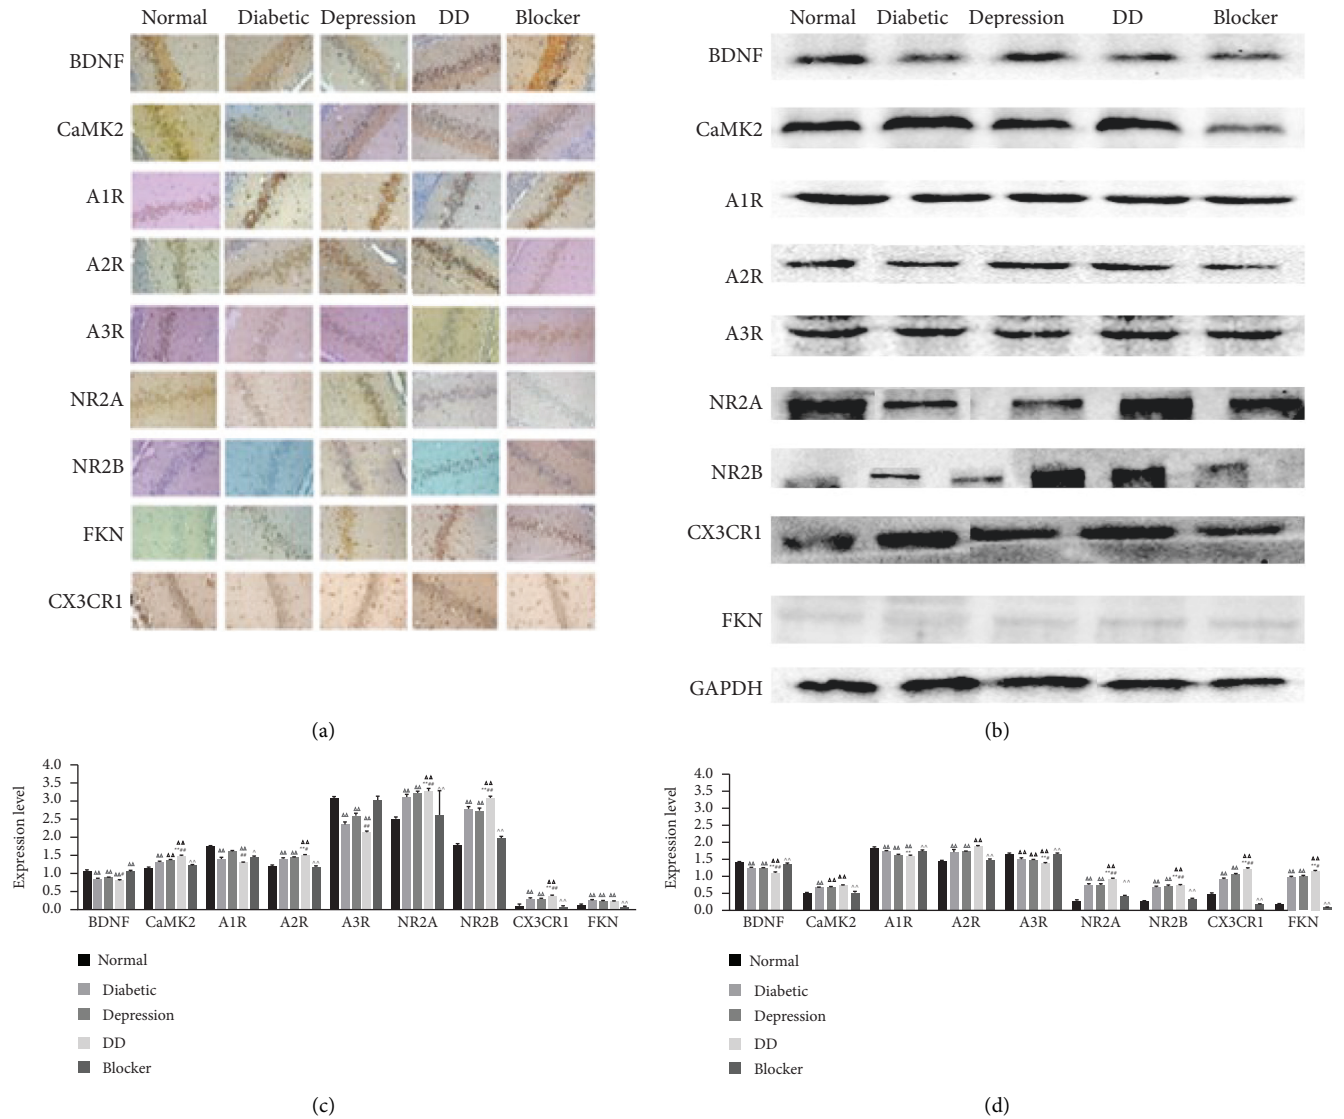 Normal Diabetic Depression DD Blocker
BDNF
CaMK2
A1R
A2R
A3R
NR2A
NR2B
FKN
CX3CR1
(a)
Normal Diabetic Depression DD Blocker
BDNF
CaMK2
A1R
A2R
A3R
NR2A
NR2B
CX3CR1
FKN
GAPDH
(b)
Expression level
4.0
3.5
3.0
2.5
2.0
1.5
1.0
0.5
0.0
BDNF CaMK2 A1R A2R A3R NR2A NR2B CX3CR1 FKN
Normal
Diabetic
Depression
DD
Blocker
(c)
Expression level
4.0
3.5
3.0
2.5
2.0
1.5
1.0
0.5
0.0
BDNF CaMK2 A1R A2R A3R NR2A NR2B CX3CR1 FKN
Normal
Diabetic
Depression
DD
Blocker
(d)